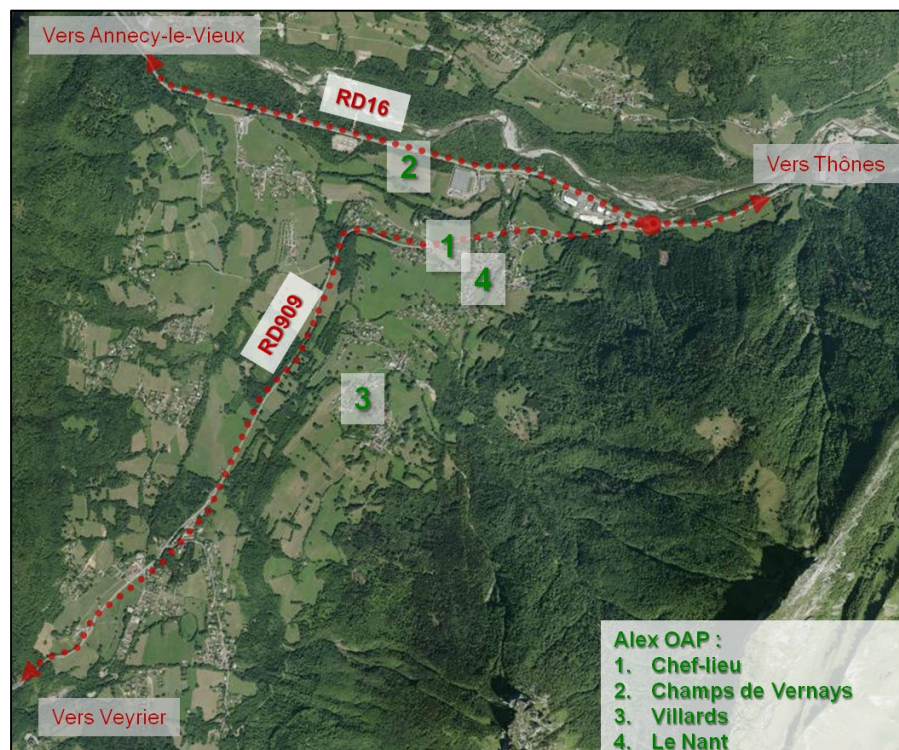 Vers Annecy-le-Vieux
RD16
2
Vers Thônes
1
4
RD909
3
Vers Veyrier
Alex OAP :
1. Chef-lieu
2. Champs de Vernays
3. Villards
4. Le Nant